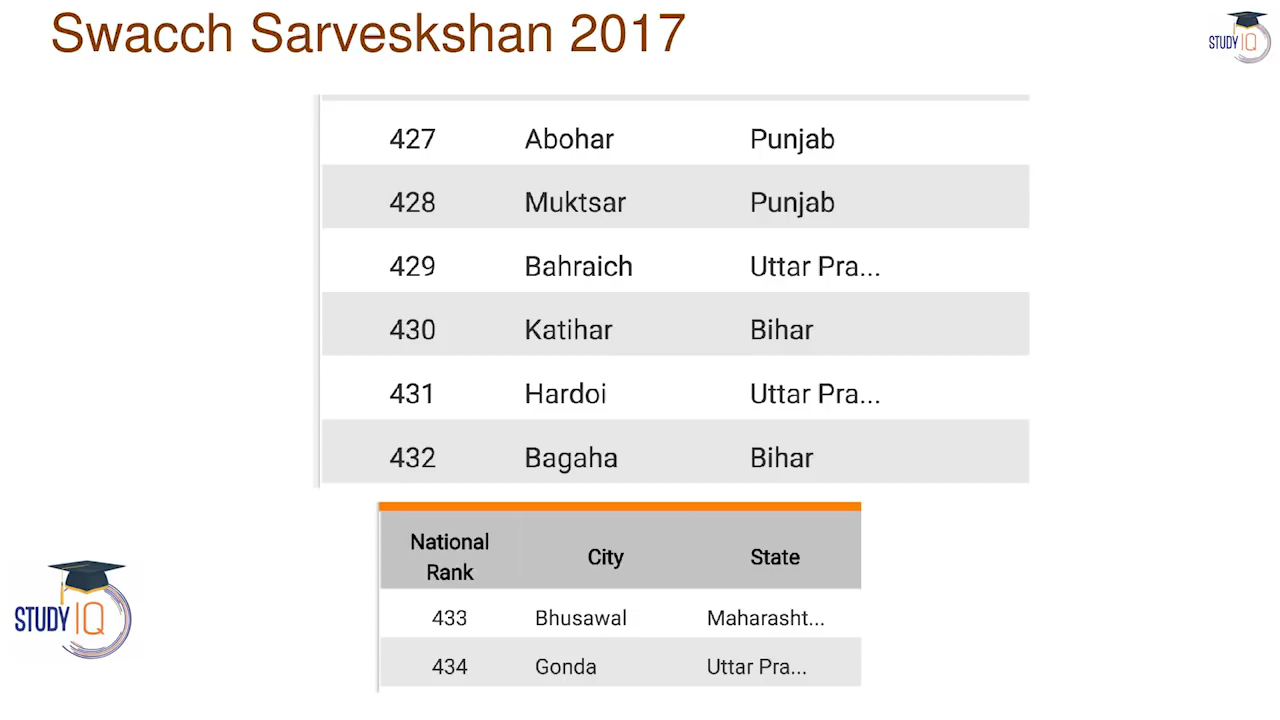 Swacch Sarveskshan 2017
STUDY IQ
427 Abohar Punjab
428 Muktsar Punjab
429 Bahraich Uttar Pra...
430 Katihar Bihar
431 Hardoi Uttar Pra...
432 Bagaha Bihar
National Rank City State
433 Bhusawal Maharasht...
434 Gonda Uttar Pra...
STUDY IQ